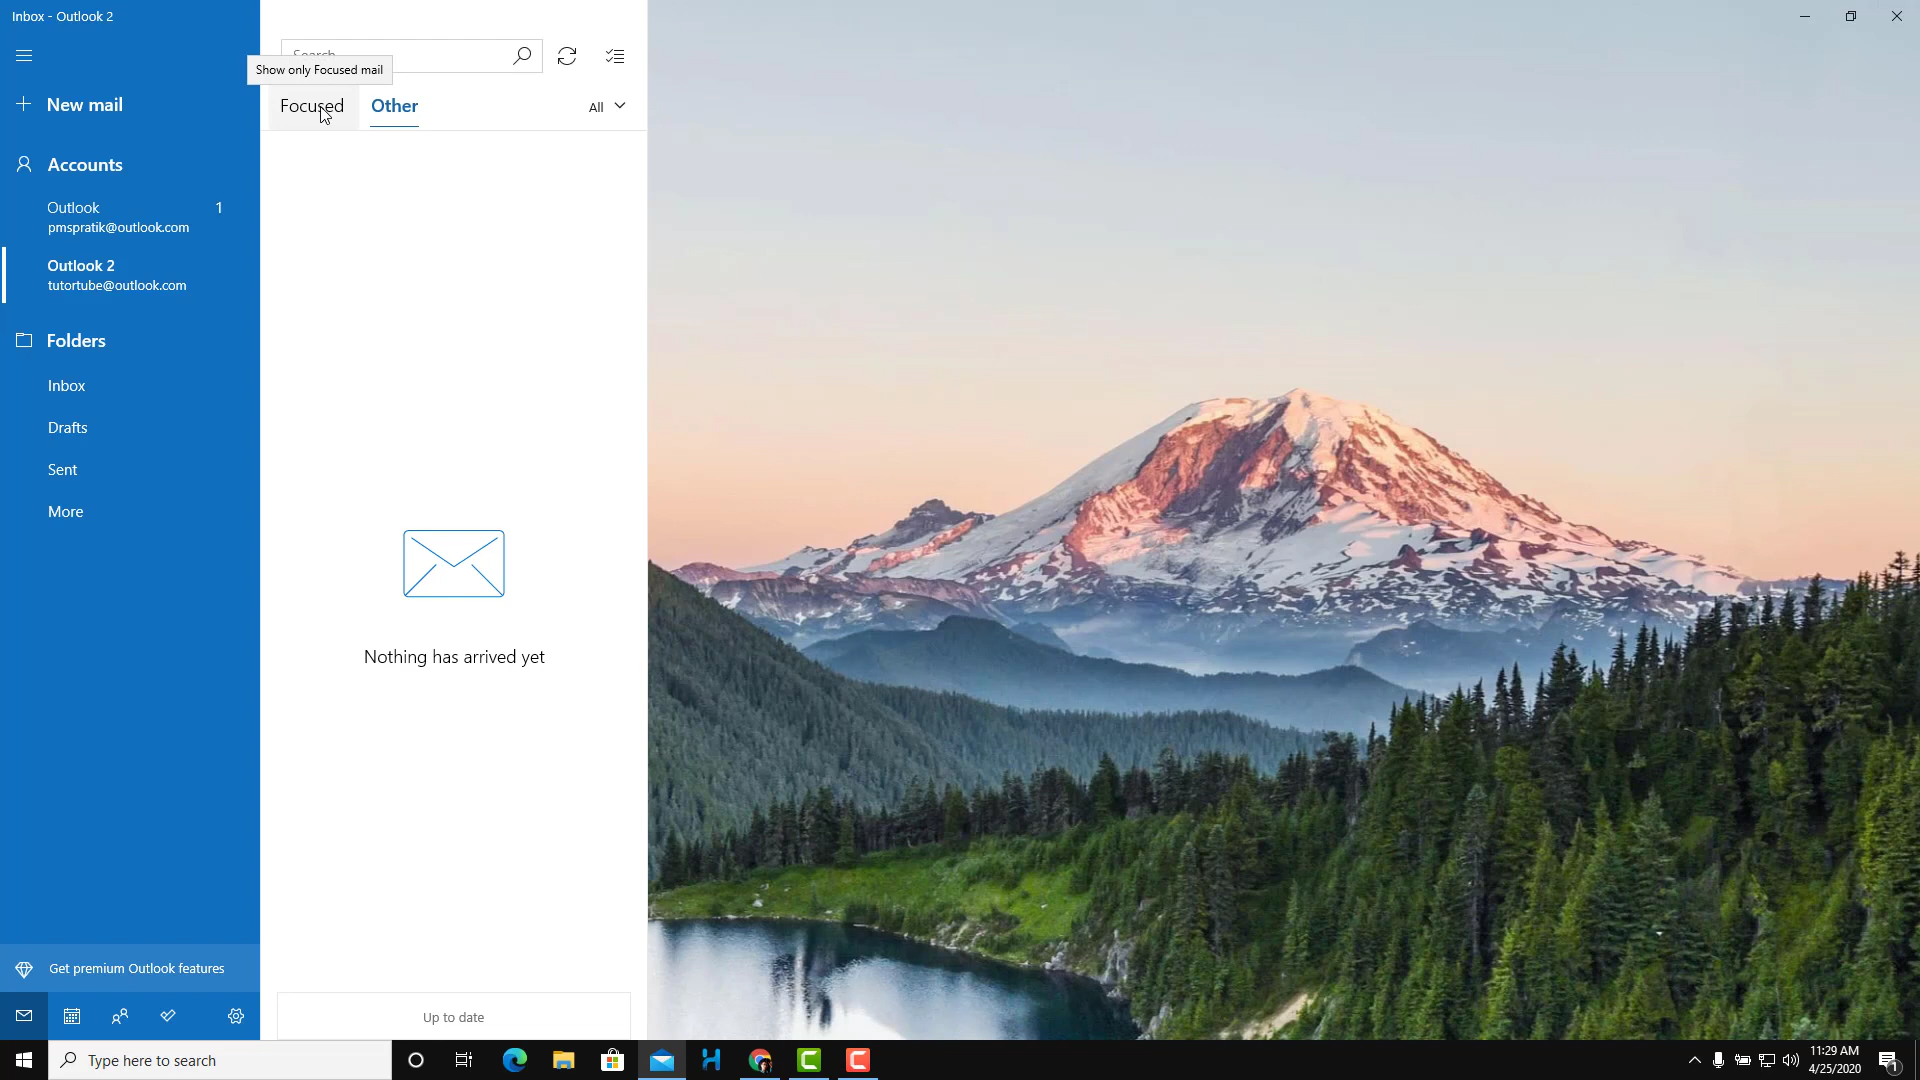 Inbox - Outlook 2
Search
Show only Focused mail
Focused
Other
All
New mail
Accounts
Outlook 1
pmspratik@outlook.com
Outlook 2
tutortube@outlook.com
Folders
Inbox
Drafts
Sent
More
Nothing has arrived yet
Get premium Outlook features
Up to date
Type here to search
11:29 AM
4/25/2020
1